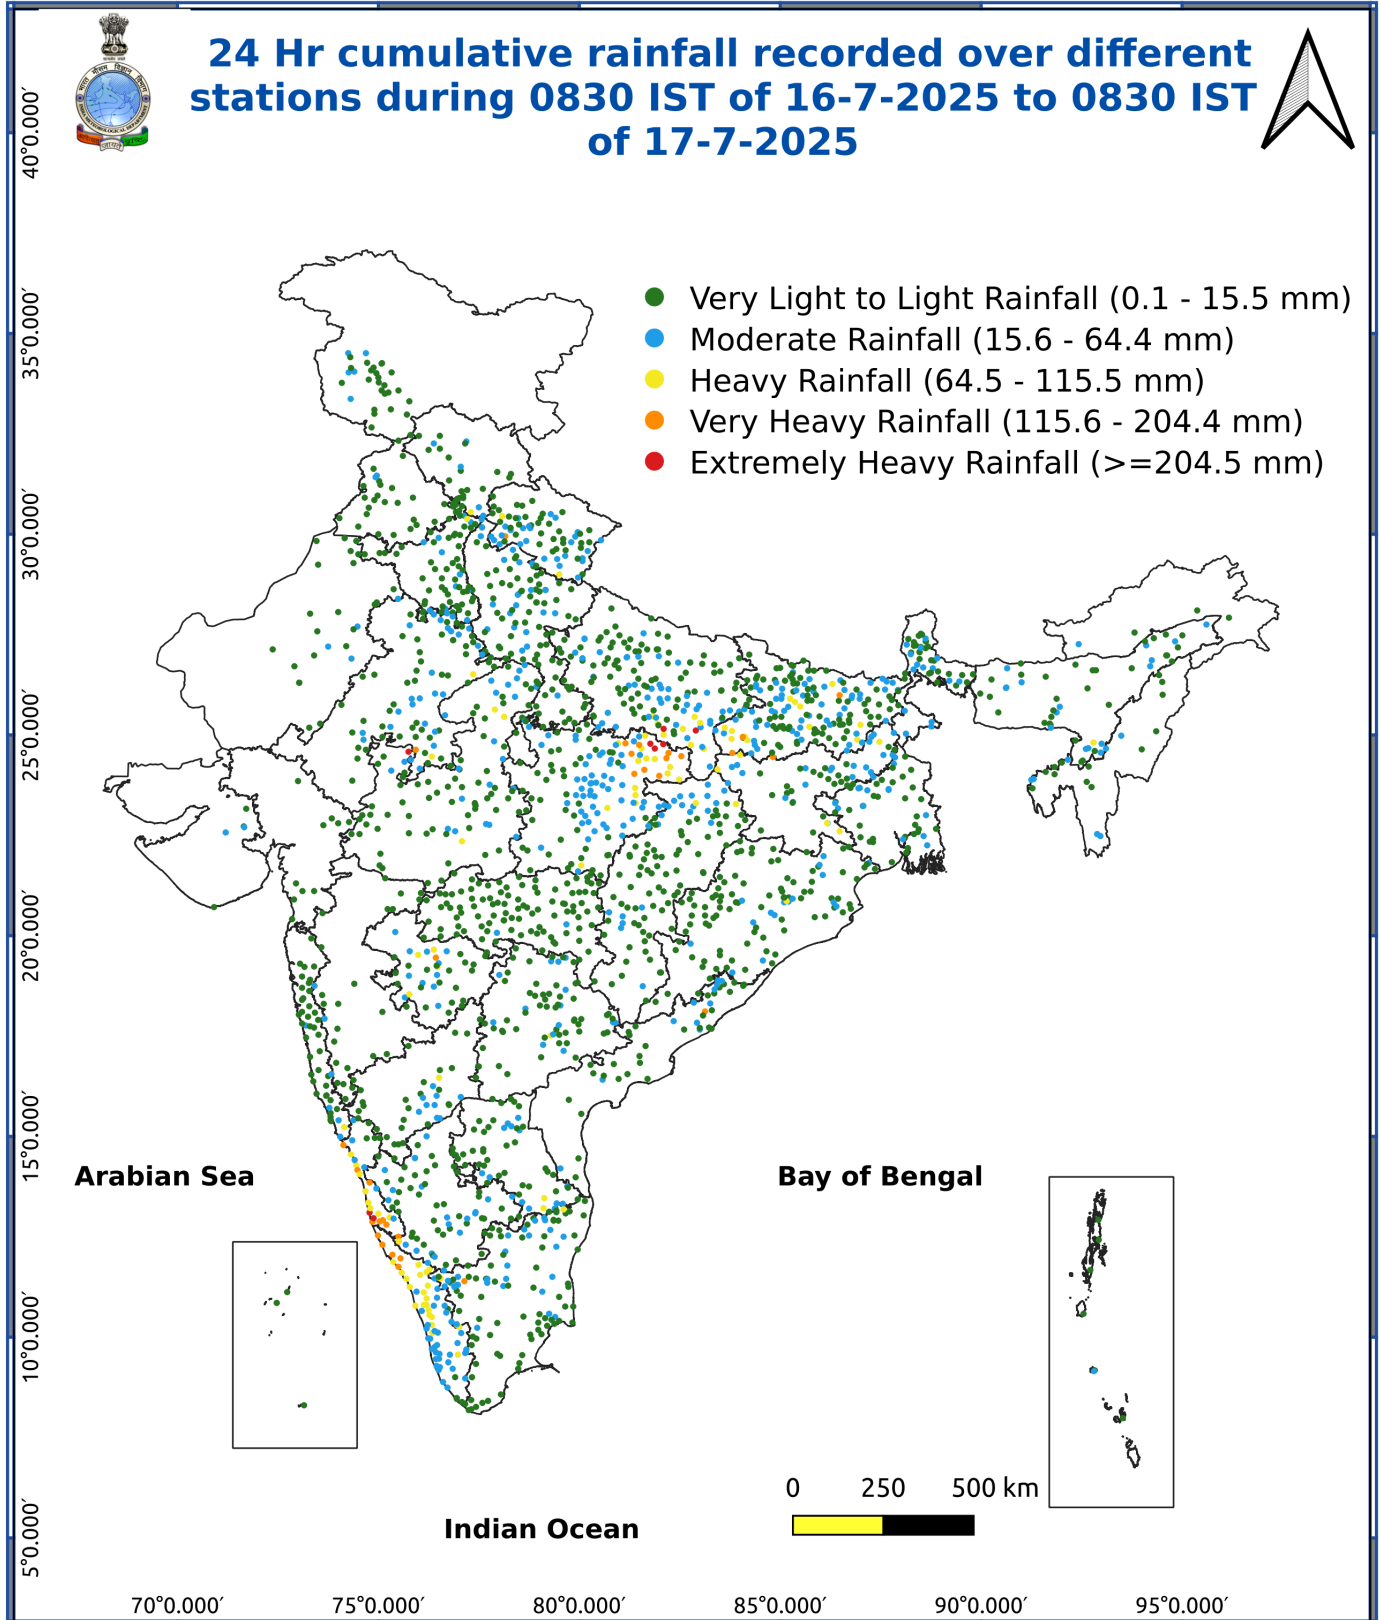 24 Hr cumulative rainfall recorded over different
stations during 0830 IST of 16-7-2025 to 0830 IST
of 17-7-2025
Very Light to Light Rainfall (0.1 - 15.5 mm)
Moderate Rainfall (15.6 - 64.4 mm)
Heavy Rainfall (64.5 - 115.5 mm)
Very Heavy Rainfall (115.6 - 204.4 mm)
Extremely Heavy Rainfall (>=204.5 mm)
40°0.000′
35°0.000′
30°0.000′
25°0.000′
20°0.000′
15°0.000′
10°0.000′
5°0.000′
Arabian Sea
Bay of Bengal
Indian Ocean
0 250 500 km
70°0.000′ 75°0.000′ 80°0.000′ 85°0.000′ 90°0.000′ 95°0.000′